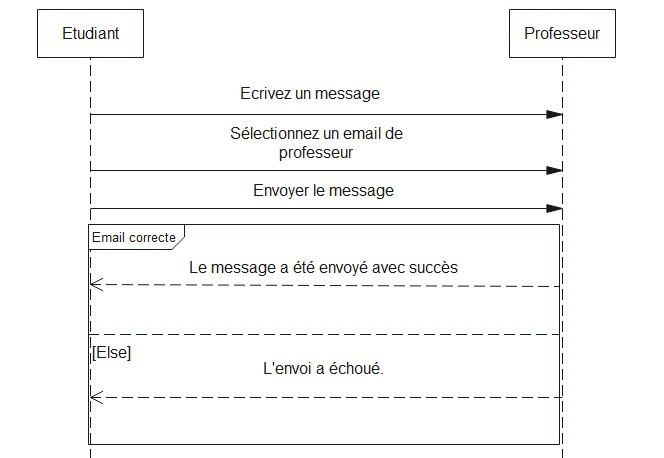 Etudiant
Professeur
Ecrivez un message
Sélectionnez un email de
professeur
Envoyer le message
Email correcte
Le message a été envoyé avec succès
[Else]
L'envoi a échoué.